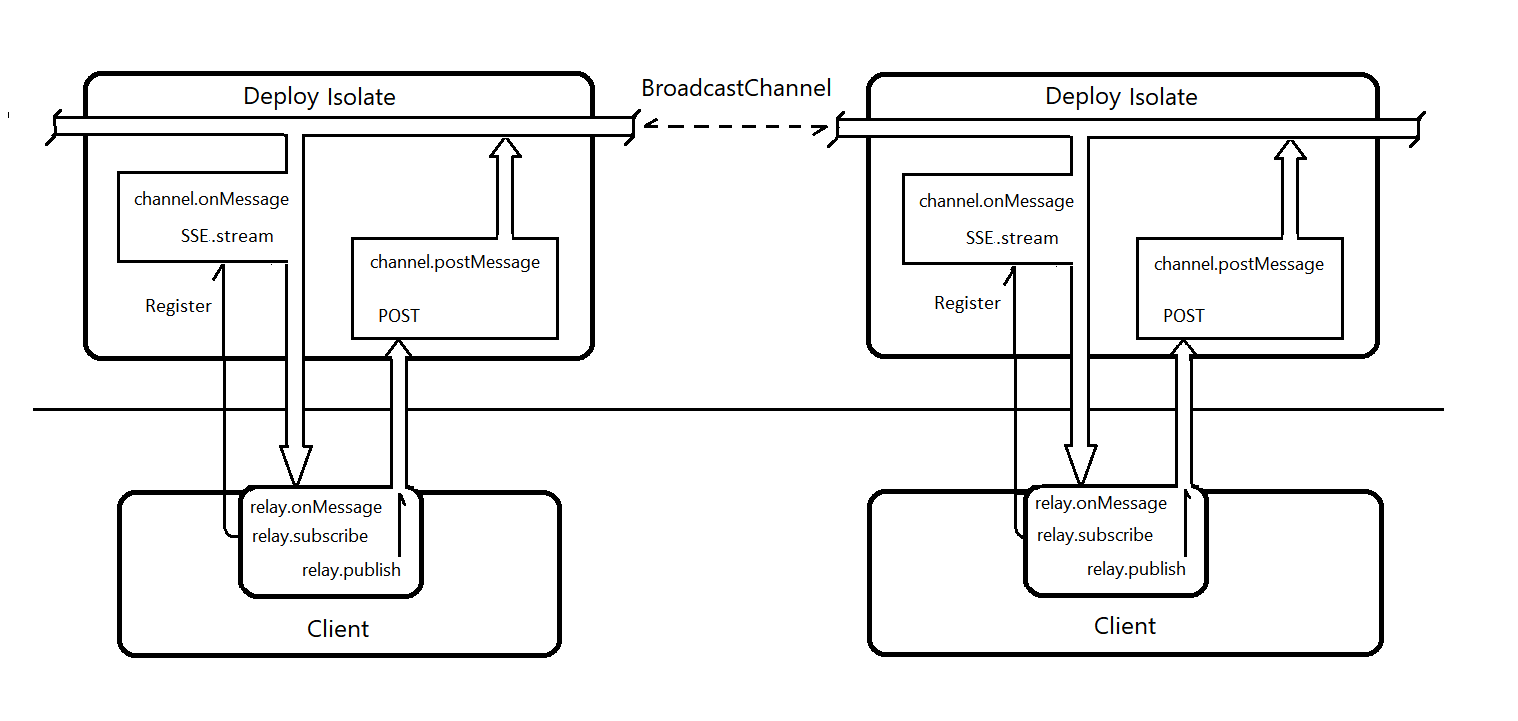 BroadcastChannel
Deploy Isolate
channel.onMessage
SSE.stream
channel.postMessage
Register
POST
relay.onMessage
relay.subscribe
relay.publish
Client
Deploy Isolate
channel.onMessage
SSE.stream
channel.postMessage
Register
POST
relay.onMessage
relay.subscribe
relay.publish
Client